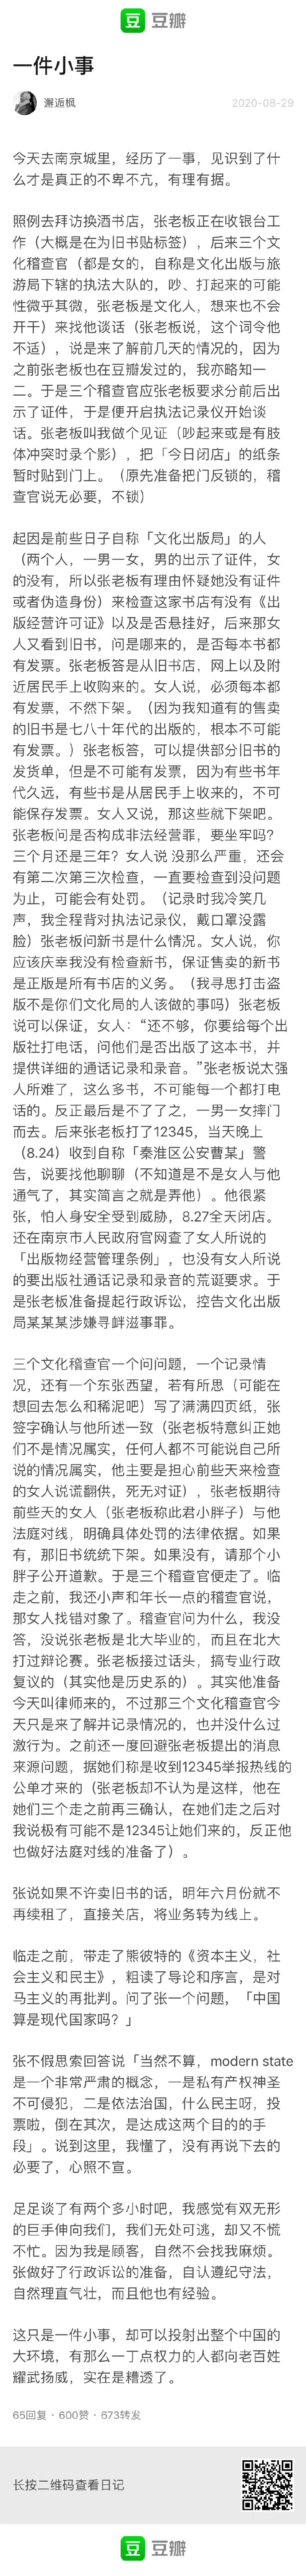 豆 豆瓣
一件小事
邂逅枫 2020-08-29
今天去南京城里，经历了一事，见识到了什
么才是真正的不卑不亢，有理有据。
照例去拜访换酒书店，张老板正在收银台工
作（大概是在为旧书贴标签），后来三个文
化稽查官（都是女的，自称是文化出版与旅
游局下辖的执法大队的，吵、打起来的可能
性微乎其微，张老板是文化人，想来也不会
开干）来找他谈话（张老板说，这个词令他
不适），说是来了解前几天的情况的，因为
之前张老板也在豆瓣发过的，我亦略知一
二。于是三个稽查官应张老板要求分前后出
示了证件，于是便开启执法记录仪开始谈
话。张老板叫我做个见证（吵起来或是有肢
体冲突时录个影），把「今日闭店」的纸条
暂时贴到门上。（原先准备把门反锁的，稽
查官说无必要，不锁）
起因是前些日子自称「文化出版局」的人
（两个人，一男一女，男的出示了证件，女
的没有，所以张老板有理由怀疑她没有证件
或者伪造身份）来检查这家书店有没有《出
版经营许可证》以及是否悬挂好，后来那女
人又看到旧书，问是哪来的，是否每本书都
有发票。张老板答是从旧书店，网上以及附
近居民手上收购来的。女人说，必须每本都
有发票，不然下架。（因为我知道有的售卖
的旧书是七八十年代的出版的，根本不可能
有发票。）张老板答，可以提供部分旧书的
发货单，但是不可能有发票，因为有些书年
代久远，有些书是从居民手上收来的，不可
能保存发票。女人又说，那这些就下架吧。
张老板问是否构成非法经营罪，要坐牢吗？
三个月还是三年？女人说 没那么严重，还会
有第二次第三次检查，一直要检查到没问题
为止，可能会有处罚。（记录时我冷笑几
声，我全程背对执法记录仪，戴口罩没露
脸）张老板问新书是什么情况。女人说，你
应该庆幸我没有检查新书，保证售卖的新书
是正版是所有书店的义务。（我寻思打击盗
版不是你们文化局的人该做的事吗）张老板
说可以保证，女人：“还不够，你要给每个出
版社打电话，问他们是否出版了这本书，并
提供详细的通话记录和录音。”张老板说太强
人所难了，这么多书，不可能每一个都打电
话的。反正最后是不了了之，一男一女摔门
而去。后来张老板打了12345，当天晚上
（8.24）收到自称「秦淮区公安曹某」警
告，说要找他聊聊（不知道是不是女人与他
通气了，其实简言之就是弄他）。他很紧
张，怕人身安全受到威胁，8.27全天闭店。
还在南京市人民政府官网查了女人所说的
「出版物经营管理条例」，也没有女人所说
的要出版社通话记录和录音的荒诞要求。于
是张老板准备提起行政诉讼，控告文化出版
局某某某涉嫌寻衅滋事罪。
三个文化稽查官一个问问题，一个记录情
况，还有一个东张西望，若有所思（可能在
想回去怎么和稀泥吧）写了满满四页纸，张
签字确认与他所述一致（张老板特意纠正她
们不是情况属实，任何人都不可能说自己所
说的情况属实，他主要是担心前些天来检查
的女人说谎翻供，死无对证），张老板期待
前些天的女人（张老板称此君小胖子）与他
法庭对线，明确具体处罚的法律依据。如果
有，那旧书统统下架。如果没有，请那个小
胖子公开道歉。于是三个稽查官便走了。临
走之前，我还小声和年长一点的稽查官说，
那女人找错对象了。稽查官问为什么，我没
答，没说张老板是北大毕业的，而且在北大
打过辩论赛。张老板接过话头，搞专业行政
复议的（其实他是历史系的）。其实他准备
今天叫律师来的，不过那三个文化稽查官今
天只是来了解并记录情况的，也并没什么过
激行为。之前还一度回避张老板提出的消息
来源问题，据她们称是收到12345举报热线的
公单才来的（张老板却不认为是这样，他在
她们三个走之前再三确认，在她们走之后对
我说极有可能不是12345让她们来的，反正他
也做好法庭对线的准备了）。
张说如果不许卖旧书的话，明年六月份就不
再续租了，直接关店，将业务转为线上。
临走之前，带走了熊彼特的《资本主义，社
会主义和民主》，粗读了导论和序言，是对
马主义的再批判。问了张一个问题，「中国
算是现代国家吗？」
张不假思索回答说「当然不算，modern state
是一个非常严肃的概念，一是私有产权神圣
不可侵犯，二是依法治国，什么民主呀，投
票啦，倒在其次，是达成这两个目的的手
段」。说到这里，我懂了，没有再说下去的
必要了，心照不宣。
足足谈了有两个多小时吧，我感觉有双无形
的巨手伸向我们，我们无处可逃，却又不慌
不忙。因为我是顾客，自然不会找我麻烦。
张做好了行政诉讼的准备，自认遵纪守法，
自然理直气壮，而且他也有经验。
这只是一件小事，却可以投射出整个中国的
大环境，有那么一丁点权力的人都向老百姓
耀武扬威，实在是糟透了。
65回复 · 600赞 · 673转发
长按二维码查看日记
豆 豆瓣